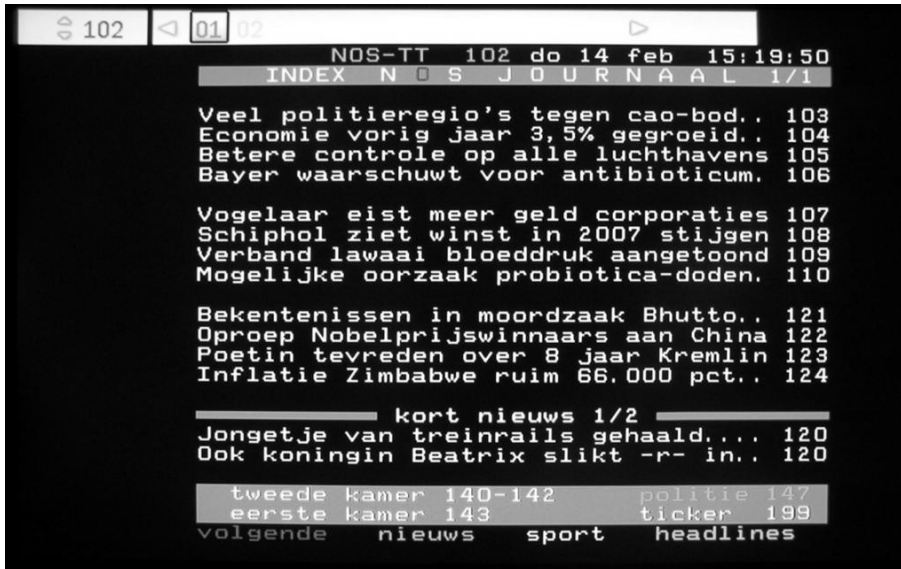 102 01 02
NOS-TT 102 do 14 feb 15:19:50
INDEX N O S J O U R N A A L 1/1
Veel politieregio's tegen cao-bod.. 103
Economie vorig jaar 3,5% gegroeid.. 104
Betere controle op alle luchthavens 105
Bayer waarschuwt voor antibioticum. 106
Vogelaar eist meer geld corporaties 107
Schiphol ziet winst in 2007 stijgen 108
Verband lawaai bloeddruk aangetoond 109
Mogelijke oorzaak probiotica-doden. 110
Bekentenissen in moordzaak Bhutto.. 121
Oproep Nobelprijswinnaars aan China 122
Poetin tevreden over 8 jaar Kremlin 123
Inflatie Zimbabwe ruim 66.000 pct.. 124
kort nieuws 1/2
Jongetje van treinrails gehaald.... 120
Ook koningin Beatrix slikt -r- in.. 120
tweede kamer 140-142 politie 147
eerste kamer 143 ticker 199
volgende nieuws sport headlines